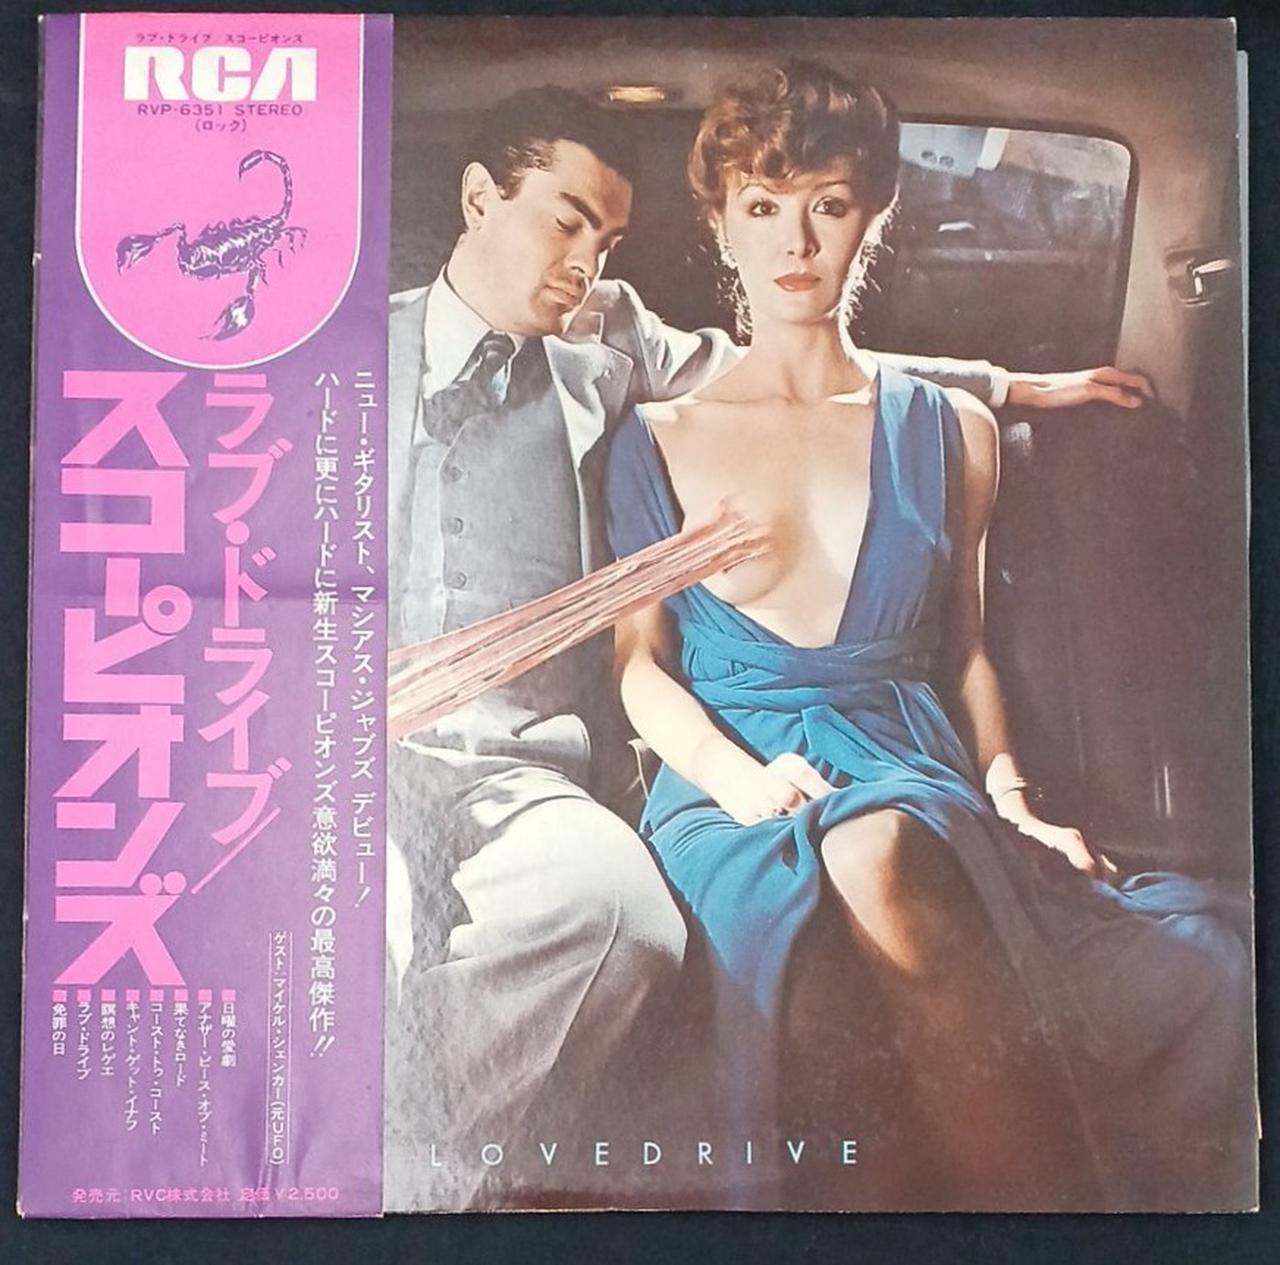 ラブ・ドライブ スコーピオンス
RCA
RVP-6351 STEREO
(ロック)
ニュー・ギタリスト、マシアス・ジャブズ デビュー!
ハードに更にハードに新生スコーピオンズ意欲満々の最高傑作!!
ゲスト:マイケル・シェンカー(元UFO)
ラブ・ドライブ/
スコーピオンズ
■日曜の愛劇
■アナザー・ピース・オブ・ミート
■果てなきロード
■コースト・トゥ・コースト
■キャント・ゲット・イナフ
■瞑想のレゲエ
■ラブ・ドライブ
■免罪の日
発売元:RVC株式会社 定価¥2,500
LOVEDRIVE